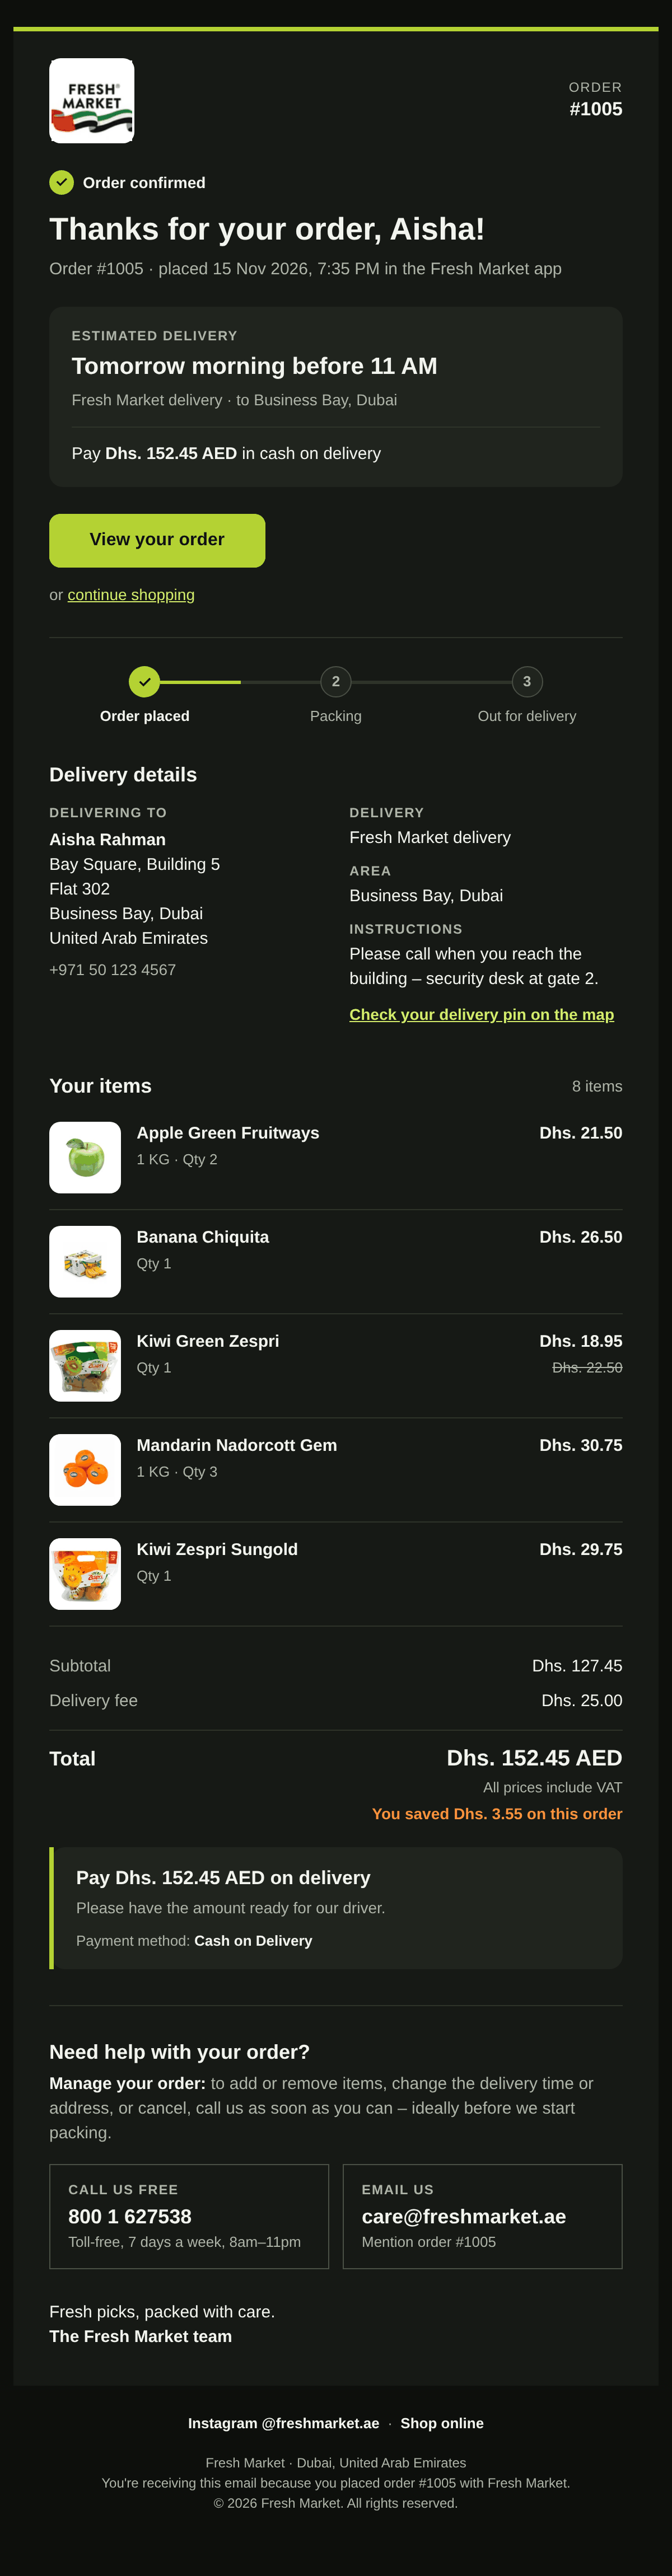 FRESH
MARKET
ORDER
#1005
Order confirmed
Thanks for your order, Aisha!
Order #1005 · placed 15 Nov 2026, 7:35 PM in the Fresh Market app
ESTIMATED DELIVERY
Tomorrow morning before 11 AM
Fresh Market delivery · to Business Bay, Dubai
Pay Dhs. 152.45 AED in cash on delivery
View your order
or continue shopping
2
3
Order placed
Packing
Out for delivery
Delivery details
DELIVERING TO
Aisha Rahman
Bay Square, Building 5
Flat 302
Business Bay, Dubai
United Arab Emirates
+971 50 123 4567
DELIVERY
Fresh Market delivery
AREA
Business Bay, Dubai
INSTRUCTIONS
Please call when you reach the
building – security desk at gate 2.
Check your delivery pin on the map
Your items
8 items
Apple Green Fruitways
Dhs. 21.50
1 KG · Qty 2
Banana Chiquita
Dhs. 26.50
Qty 1
Kiwi Green Zespri
Dhs. 18.95
Qty 1
Dhs. 22.50
Mandarin Nadorcott Gem
Dhs. 30.75
1 KG · Qty 3
Kiwi Zespri Sungold
Dhs. 29.75
Qty 1
Subtotal
Dhs. 127.45
Delivery fee
Dhs. 25.00
Total
Dhs. 152.45 AED
All prices include VAT
You saved Dhs. 3.55 on this order
Pay Dhs. 152.45 AED on delivery
Please have the amount ready for our driver.
Payment method: Cash on Delivery
Need help with your order?
Manage your order: to add or remove items, change the delivery time or
address, or cancel, call us as soon as you can – ideally before we start
packing.
CALL US FREE
800 1 627538
Toll-free, 7 days a week, 8am–11pm
EMAIL US
care@freshmarket.ae
Mention order #1005
Fresh picks, packed with care.
The Fresh Market team
Instagram @freshmarket.ae · Shop online
Fresh Market · Dubai, United Arab Emirates
You're receiving this email because you placed order #1005 with Fresh Market.
© 2026 Fresh Market. All rights reserved.